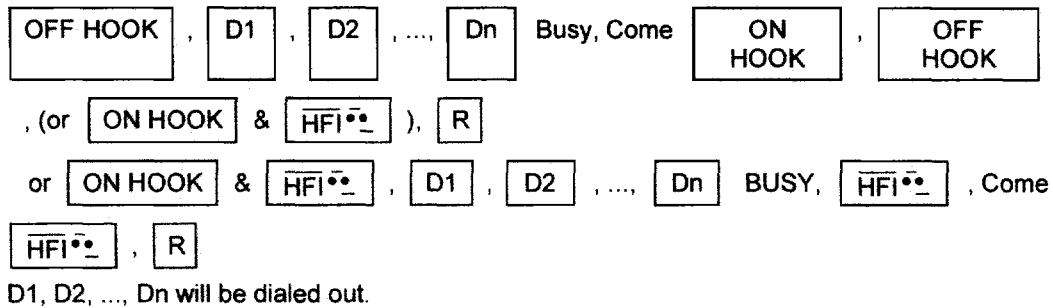 OFF HOOK , D1 , D2 , ..., Dn Busy, Come ON HOOK , OFF HOOK
, (or ON HOOK & HFI ), R
or ON HOOK & HFI , D1 , D2 , ..., Dn BUSY, HFI , Come
HFI , R
D1, D2, ..., Dn will be dialed out.